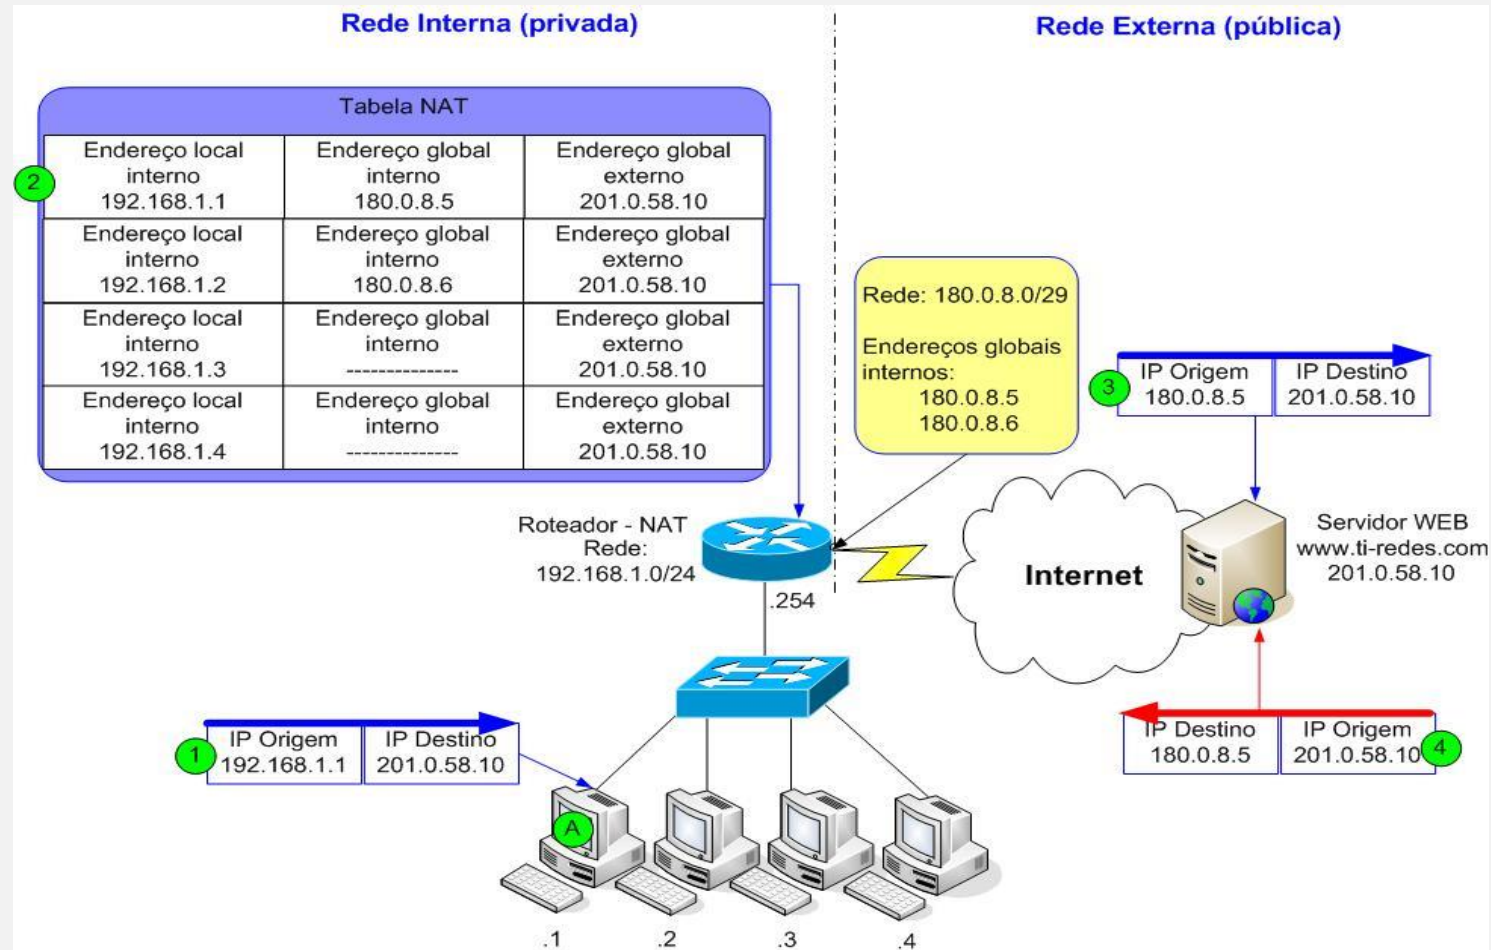 Rede Interna (privada)
Rede Externa (pública)
Tabela NAT
2
Endereço local
interno
192.168.1.1
Endereço global
interno
180.0.8.5
Endereço global
externo
201.0.58.10
Endereço local
interno
192.168.1.2
Endereço global
interno
180.0.8.6
Endereço global
externo
201.0.58.10
Endereço local
interno
192.168.1.3
Endereço global
interno
--------------
Endereço global
externo
201.0.58.10
Endereço local
interno
192.168.1.4
Endereço global
interno
--------------
Endereço global
externo
201.0.58.10
Rede: 180.0.8.0/29
Endereços globais
internos:
180.0.8.5
180.0.8.6
3
IP Origem
180.0.8.5
IP Destino
201.0.58.10
Roteador - NAT
Rede:
192.168.1.0/24
.254
Internet
Servidor WEB
www.ti-redes.com
201.0.58.10
1
IP Origem
192.168.1.1
IP Destino
201.0.58.10
IP Destino
180.0.8.5
IP Origem
201.0.58.10
4
A
.1
.2
.3
.4